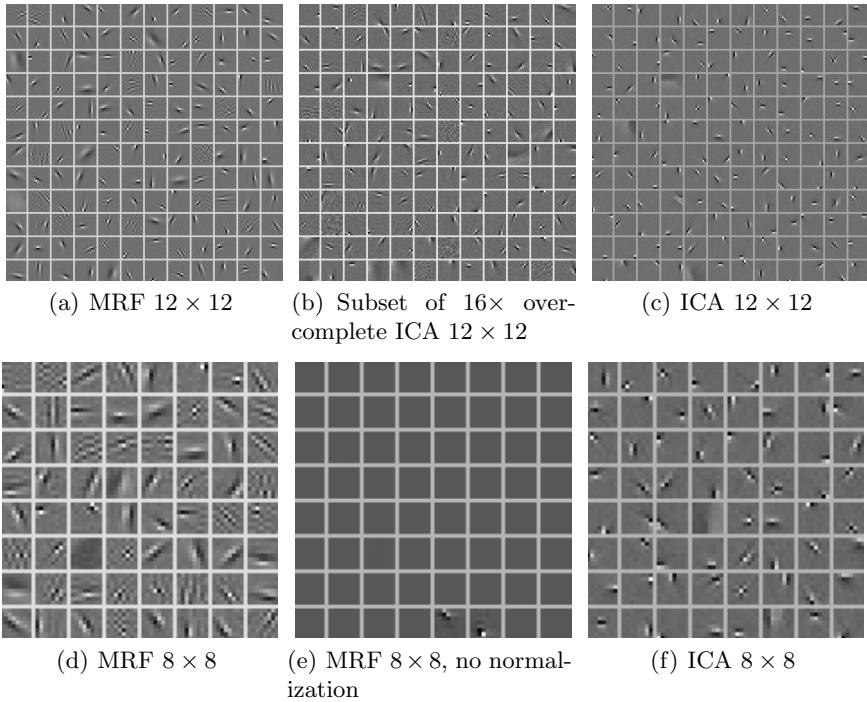 (a) MRF 12 × 12
(b) Subset of 16× over-
complete ICA 12 × 12
(c) ICA 12 × 12
(d) MRF 8 × 8
(e) MRF 8 × 8, no normal-
ization
(f) ICA 8 × 8